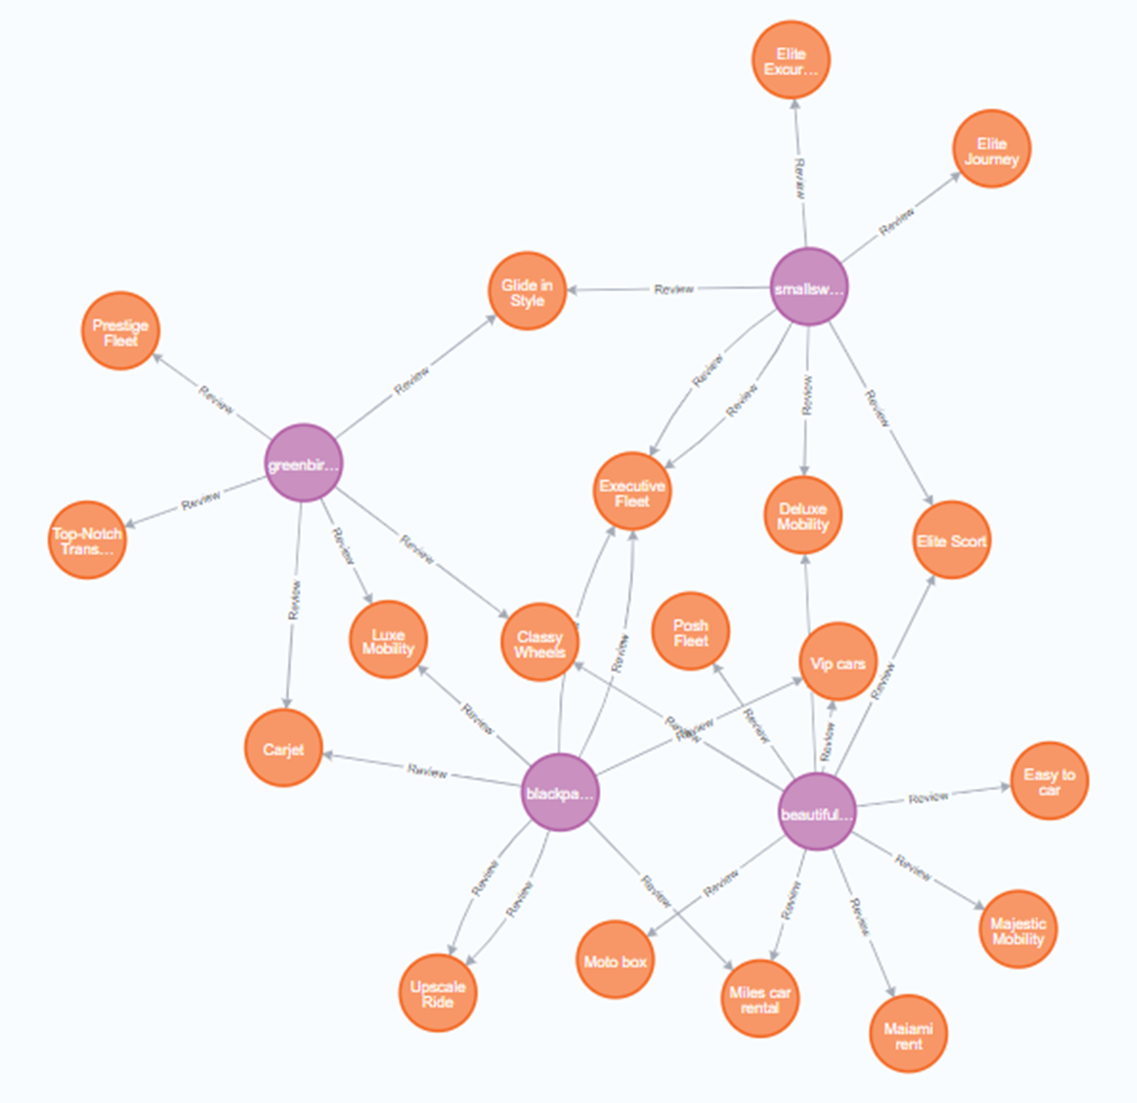 Elite
Excur...
Elite
Journey
Review
Review
Glide in
Style
Review
smallsw...
Prestige
Fleet
Review
Review
Review
Review
Review
Review
greenbir...
Executive
Fleet
Top-Notch
Trans...
Review
Deluxe
Mobility
Elite Scort
Review
Review
Review
Luxe
Mobility
Classy
Wheels
Posh
Fleet
Review
Vip cars
Review
Review
Review
Review
Review
Review
Carjet
Review
blackpa...
beautiful...
Easy to
car
Review
Review
Review
Review
Review
Review
Review
Review
Majestic
Mobility
Moto box
Upscale
Ride
Miles car
rental
Maiami
rent